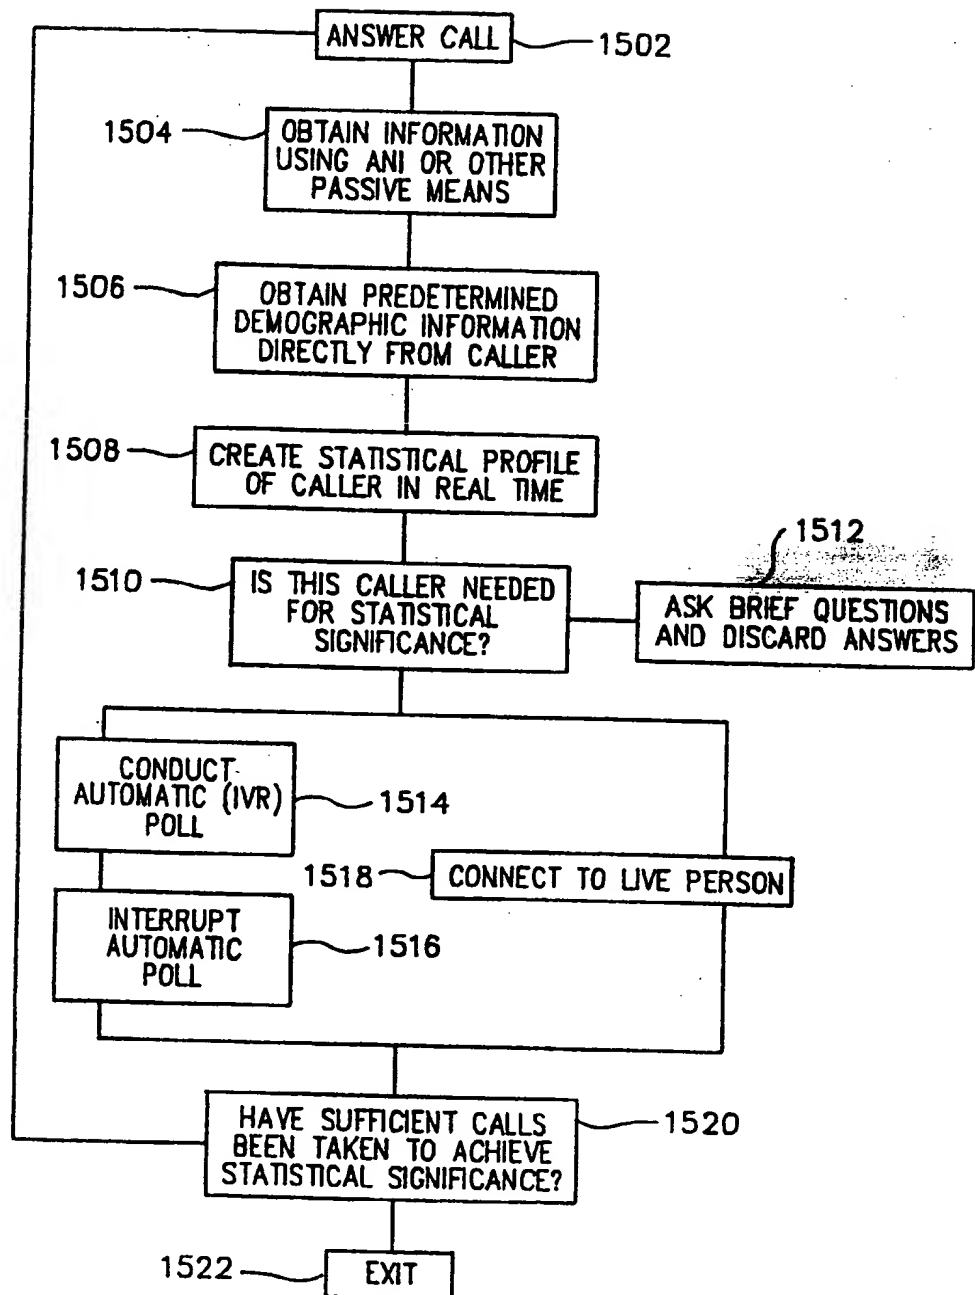 ANSWER CALL
1502
1504
OBTAIN INFORMATION
USING ANI OR OTHER
PASSIVE MEANS
1506
OBTAIN PREDETERMINED
DEMOGRAPHIC INFORMATION
DIRECTLY FROM CALLER
1508
CREATE STATISTICAL PROFILE
OF CALLER IN REAL TIME
1510
IS THIS CALLER NEEDED
FOR STATISTICAL
SIGNIFICANCE?
1512
ASK BRIEF QUESTIONS
AND DISCARD ANSWERS
CONDUCT
AUTOMATIC (IVR)
POLL
1514
1518
CONNECT TO LIVE PERSON
INTERRUPT
AUTOMATIC
POLL
1516
HAVE SUFFICIENT CALLS
BEEN TAKEN TO ACHIEVE
STATISTICAL SIGNIFICANCE?
1520
1522
EXIT